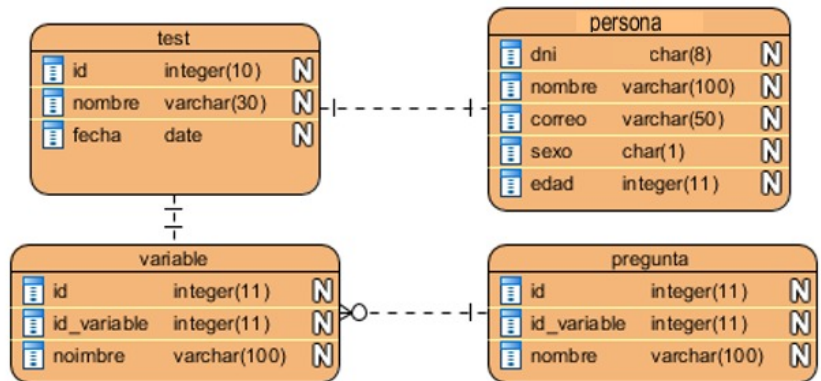 test
id integer(10) N
nombre varchar(30) N
fecha date N
persona
dni char(8) N
nombre varchar(100) N
correo varchar(50) N
sexo char(1) N
edad integer(11) N
variable
id integer(11) N
id_variable integer(11) N
noimbre varchar(100) N
pregunta
id integer(11) N
id_variable integer(11) N
nombre varchar(100) N